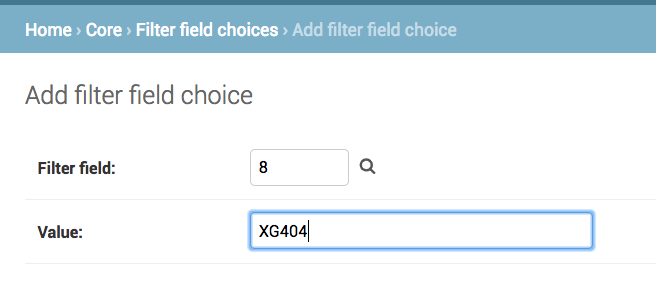 Home › Core › Filter field choices › Add filter field choice
Add filter field choice
Filter field: 8
Value: XG404